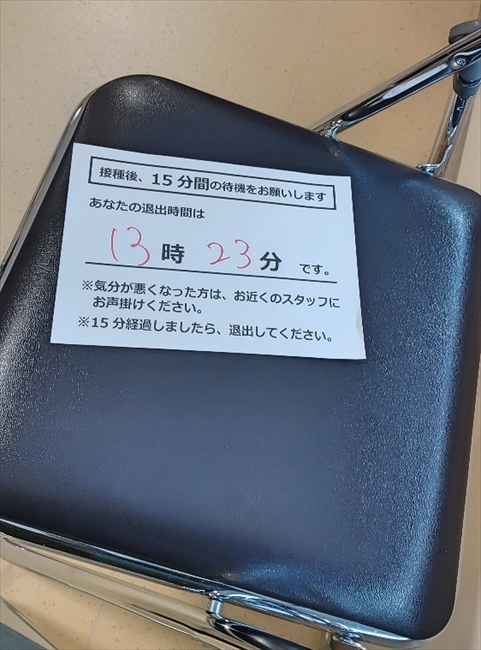 接種後、15分間の待機をお願いします
あなたの退出時間は
13時 23分 です。
※気分が悪くなった方は、お近くのスタッフに
お声掛けください。
※15分経過しましたら、退出してください。